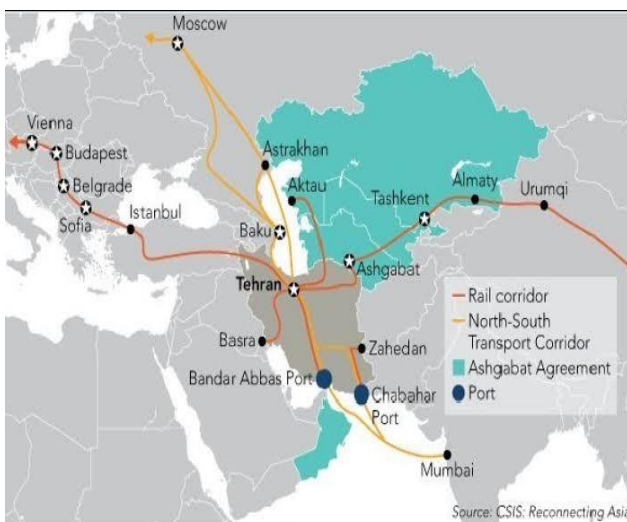 Moscow
Vienna
Budapest
Belgrade
Sofia
Istanbul
Astrakhan
Aktau
Baku
Tashkent
Almaty
Urumqi
Ashgabat
Tehran
Basra
Zahedan
Bandar Abbas Port
Chabahar
Port
Mumbai
Rail corridor
North-South
Transport Corridor
Ashgabat Agreement
Port
Source: CSIS: Reconnecting Asia